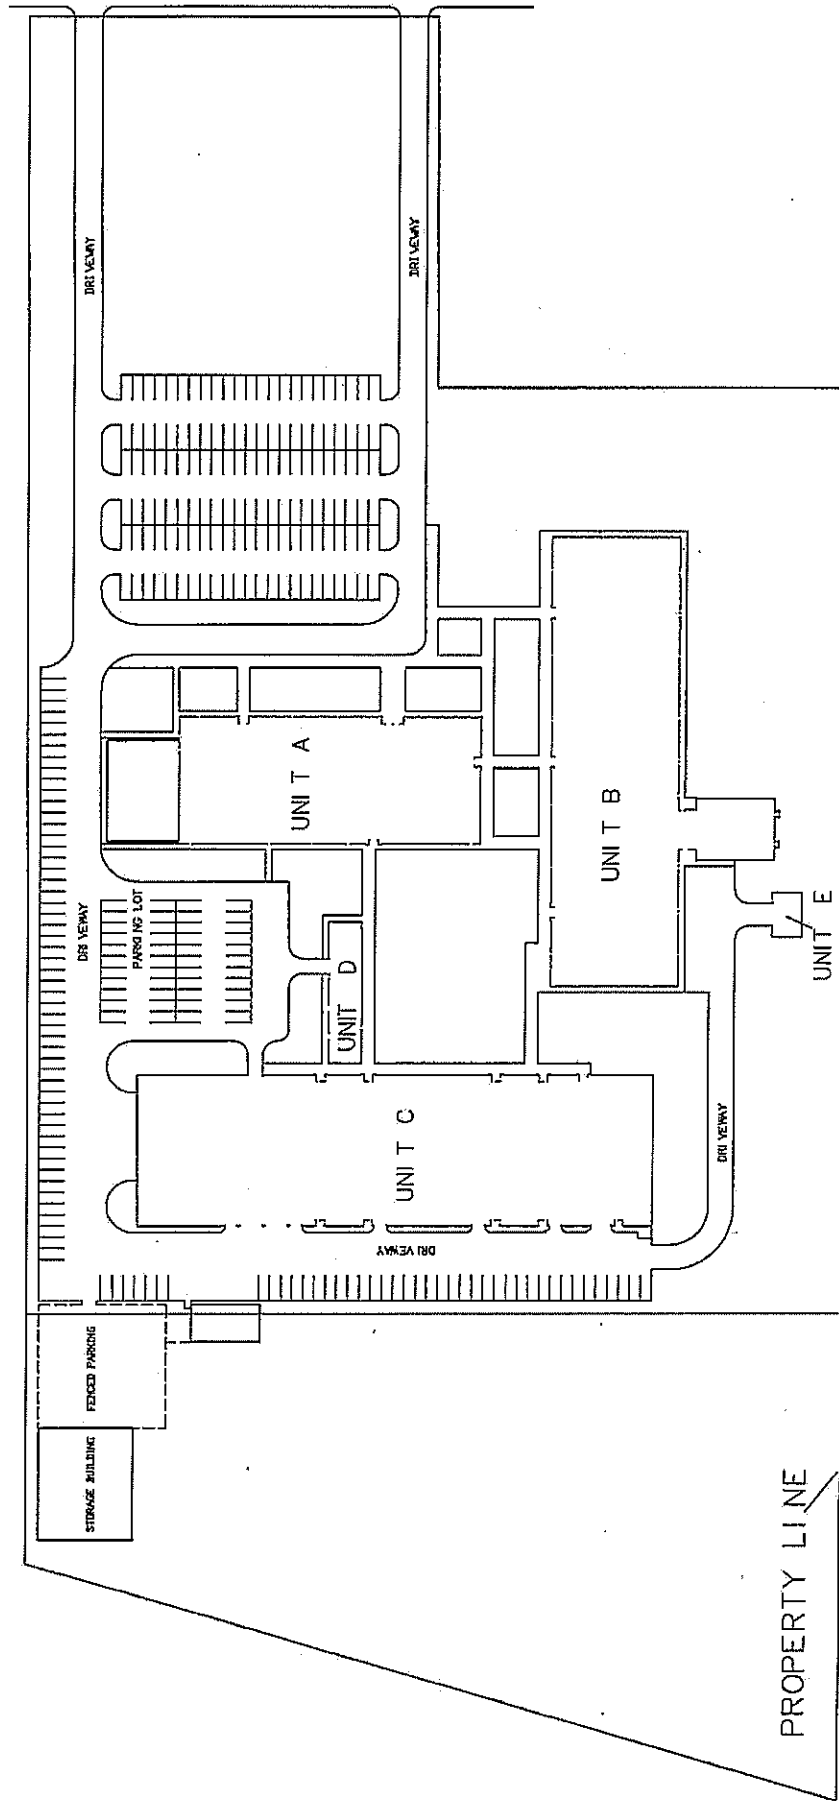 DRIVEWAY
DRIVEWAY
UNIT A
UNIT B
DRIVEWAY
PARKING LOT
UNIT D
UNIT E
UNIT C
DRIVEWAY
DRIVEWAY
FENCED PARKING
STORAGE BUILDING
PROPERTY LINE